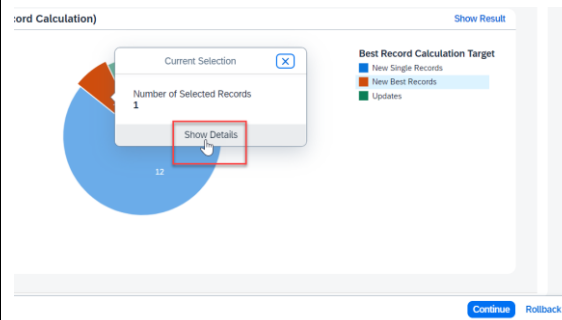 ord Calculation)
Show Result
Current Selection
Number of Selected Records
1
Show Details
12
Best Record Calculation Target
New Single Records
New Best Records
Updates
Continue
Rollback